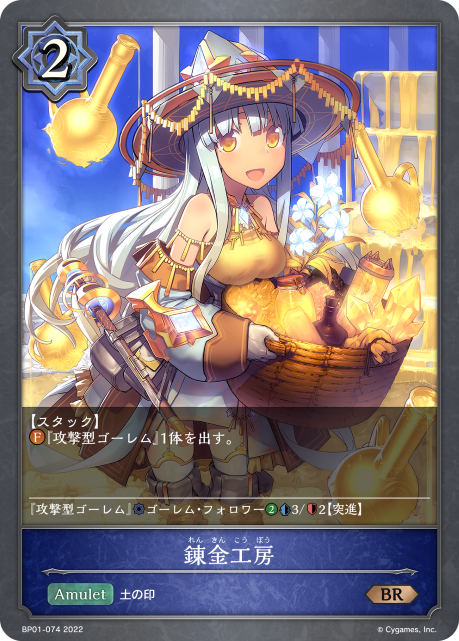 2
【スタック】
F『攻撃型ゴーレム』1体を出す。
『攻撃型ゴーレム』ゴーレム・フォロワー2 3/2【突進】
れん きん こう ぼう
錬金工房
Amulet 土の印
BR
BP01-074 2022
© Cygames, Inc.